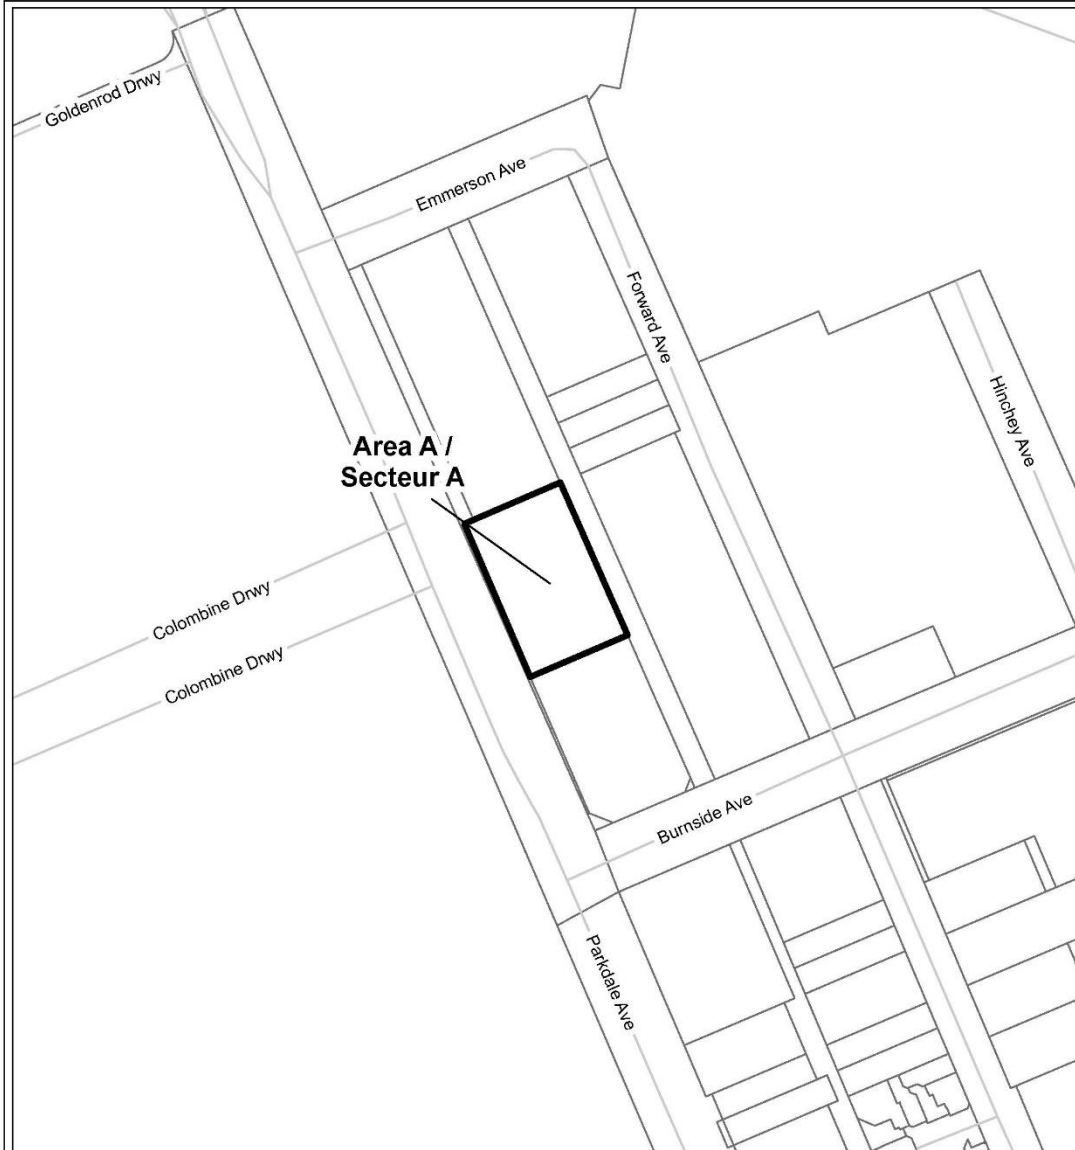 Goldenrod Drwy
Emmerson Ave
Forward Ave
Hinchey Ave
Area A /
Secteur A
Colombine Drwy
Colombine Drwy
Burnside Ave
Parkdale Ave